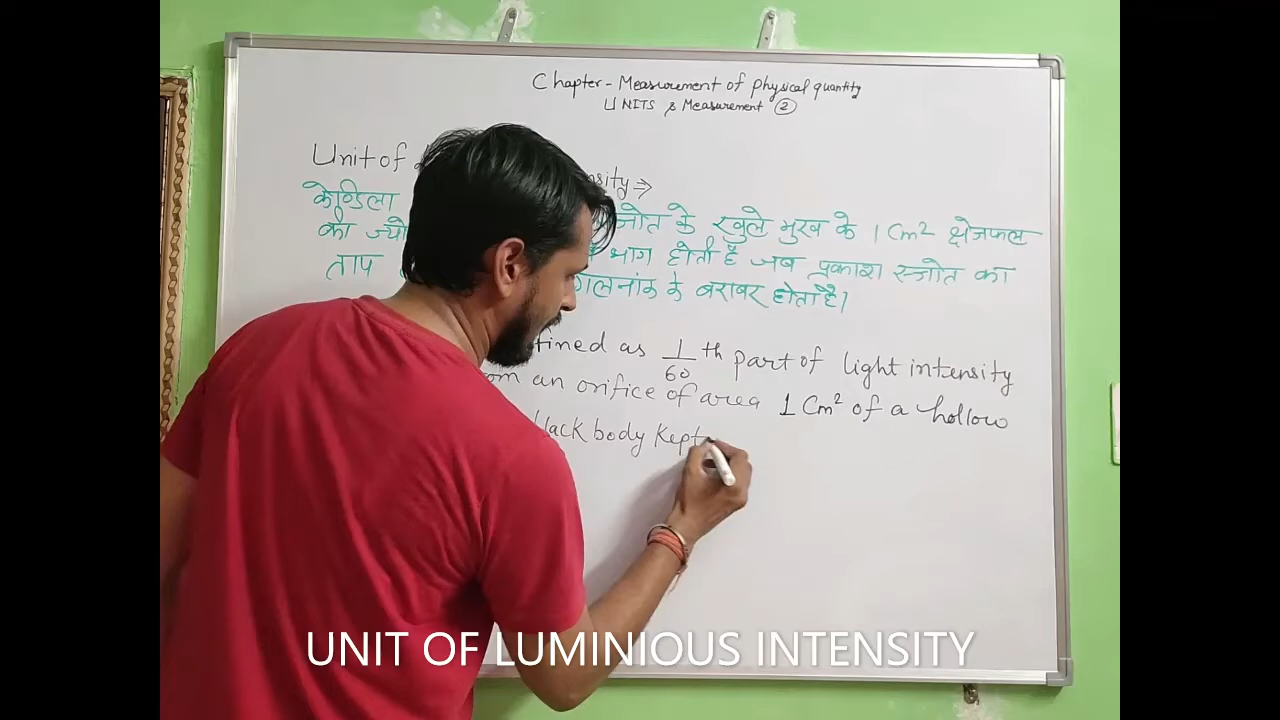 Chapter-Measurement of Physical quantity
UNITS & Measurement ②
Unit of
nsity ⇒
केण्डिला स्त्रोत के खुले मुख के 1 Cm2 क्षेत्रफल
की ज्यो भाग होती है जब प्रकाश स्त्रोत का
ताप गलनांक के बराबर होता है।
fined as 1/60 th part of light intensity
om an orifice of area 1 Cm² of a hollow
lack body Kept
UNIT OF LUMINIOUS INTENSITY